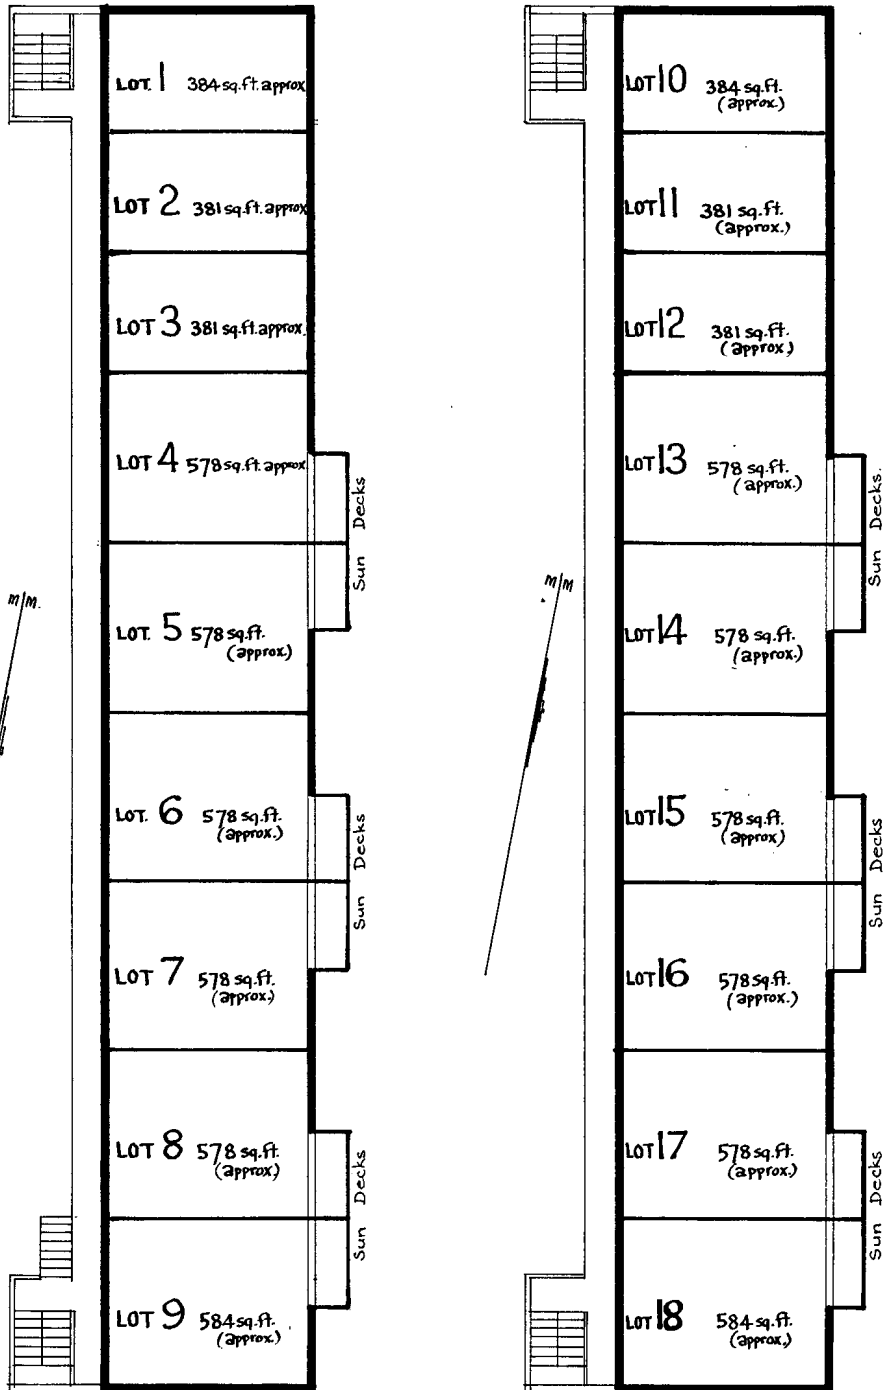 LOT. 1 384 sq.ft. approx
LOT 2 381 sq.ft. approx
LOT 3 381 sq.ft. approx.
LOT 4 578 sq.ft. approx
Sun Decks
LOT. 5 578 sq.ft.
(approx.)
m/m.
LOT. 6 578 sq.ft.
(approx.)
Sun Decks
LOT 7 578 sq.ft.
(approx.)
LOT 8 578 sq.ft.
(approx.)
Sun Decks
LOT 9 584 sq.ft.
(approx.)
LOT 10 384 sq.ft.
(approx.)
LOT 11 381 sq.ft.
(approx.)
LOT 12 381 sq.ft.
(approx.)
LOT 13 578 sq.ft.
(approx.)
Sun Decks.
m/m
LOT 14 578 sq.ft.
(approx.)
LOT 15 578 sq.ft.
(approx)
Sun Decks
LOT 16 578 sq.ft.
(approx.)
LOT 17 578 sq.ft.
(approx.)
Sun Decks
LOT 18 584 sq.ft.
(approx.)